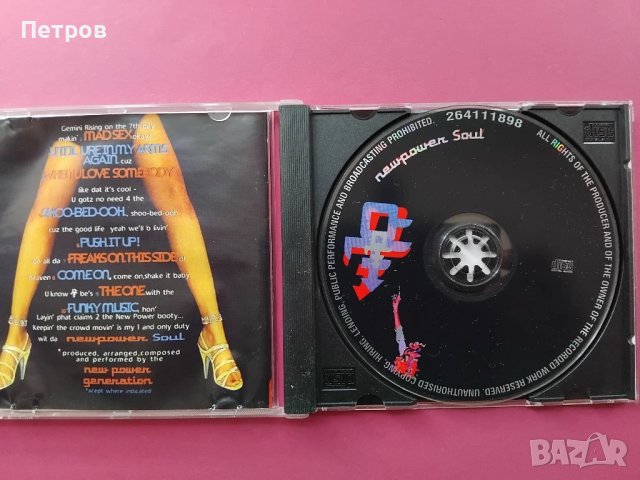 Петров
Gemini Rising on the 7th day
makin' MAD SEX okay?
UNTIL U RE IN MY ARMS
AGAIN, cuz
WHEN U LOVE SOMEBODY
like dat it's cool -
U gotz no need 4 the
SHOO-BED-OOH, shoo-bed-ooh
cuz the good life yeah we'll b livin'
PUSH IT UP!
all da FREAKS ON THIS SIDE of
heaven COME ON, come on, shake it baby
U know be's THE ONE with the
FUNKY MUSIC, hon'
Layin' phat claims 2 the New Power booty...
Keepin' the crowd movin' is my 1 and only duty
wit da newpower Soul
*produced, arranged, composed
and performed by the
new power
generation
*xcept where indicated
264111898
newpower Soul
ALL RIGHTS OF THE PRODUCER AND OF THE OWNER OF THE RECORDED WORK RESERVED. UNAUTHORISED COPYING, HIRING, LENDING, PUBLIC PERFORMANCE AND BROADCASTING PROHIBITED.
BAZAR